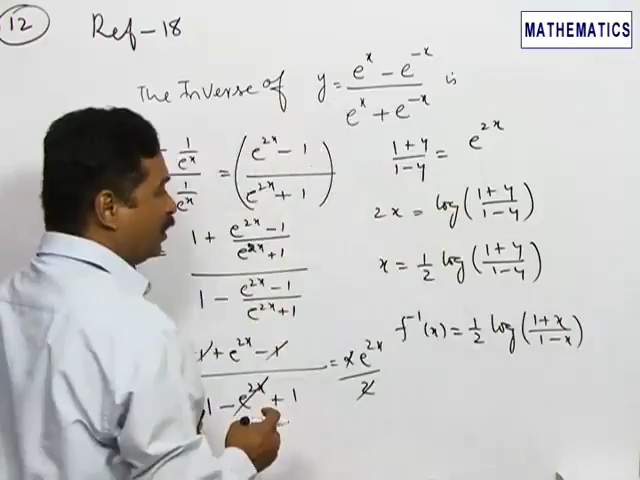 MATHEMATICS
12 Ref-18
The Inverse of y = (e^x - e^-x)/(e^x + e^-x) is
- 1/e^x
1/e^x
= ((e^2x - 1)/(e^2x + 1))
1 + (e^2x - 1)/(e^2x + 1)
1 - (e^2x - 1)/(e^2x + 1)
1 + e^2x - 1
1 - e^2x + 1
= 2e^2x/2
(1+y)/(1-y) = e^2x
2x = log((1+y)/(1-y))
x = 1/2 log((1+y)/(1-y))
f^-1(x) = 1/2 log((1+x)/(1-x))